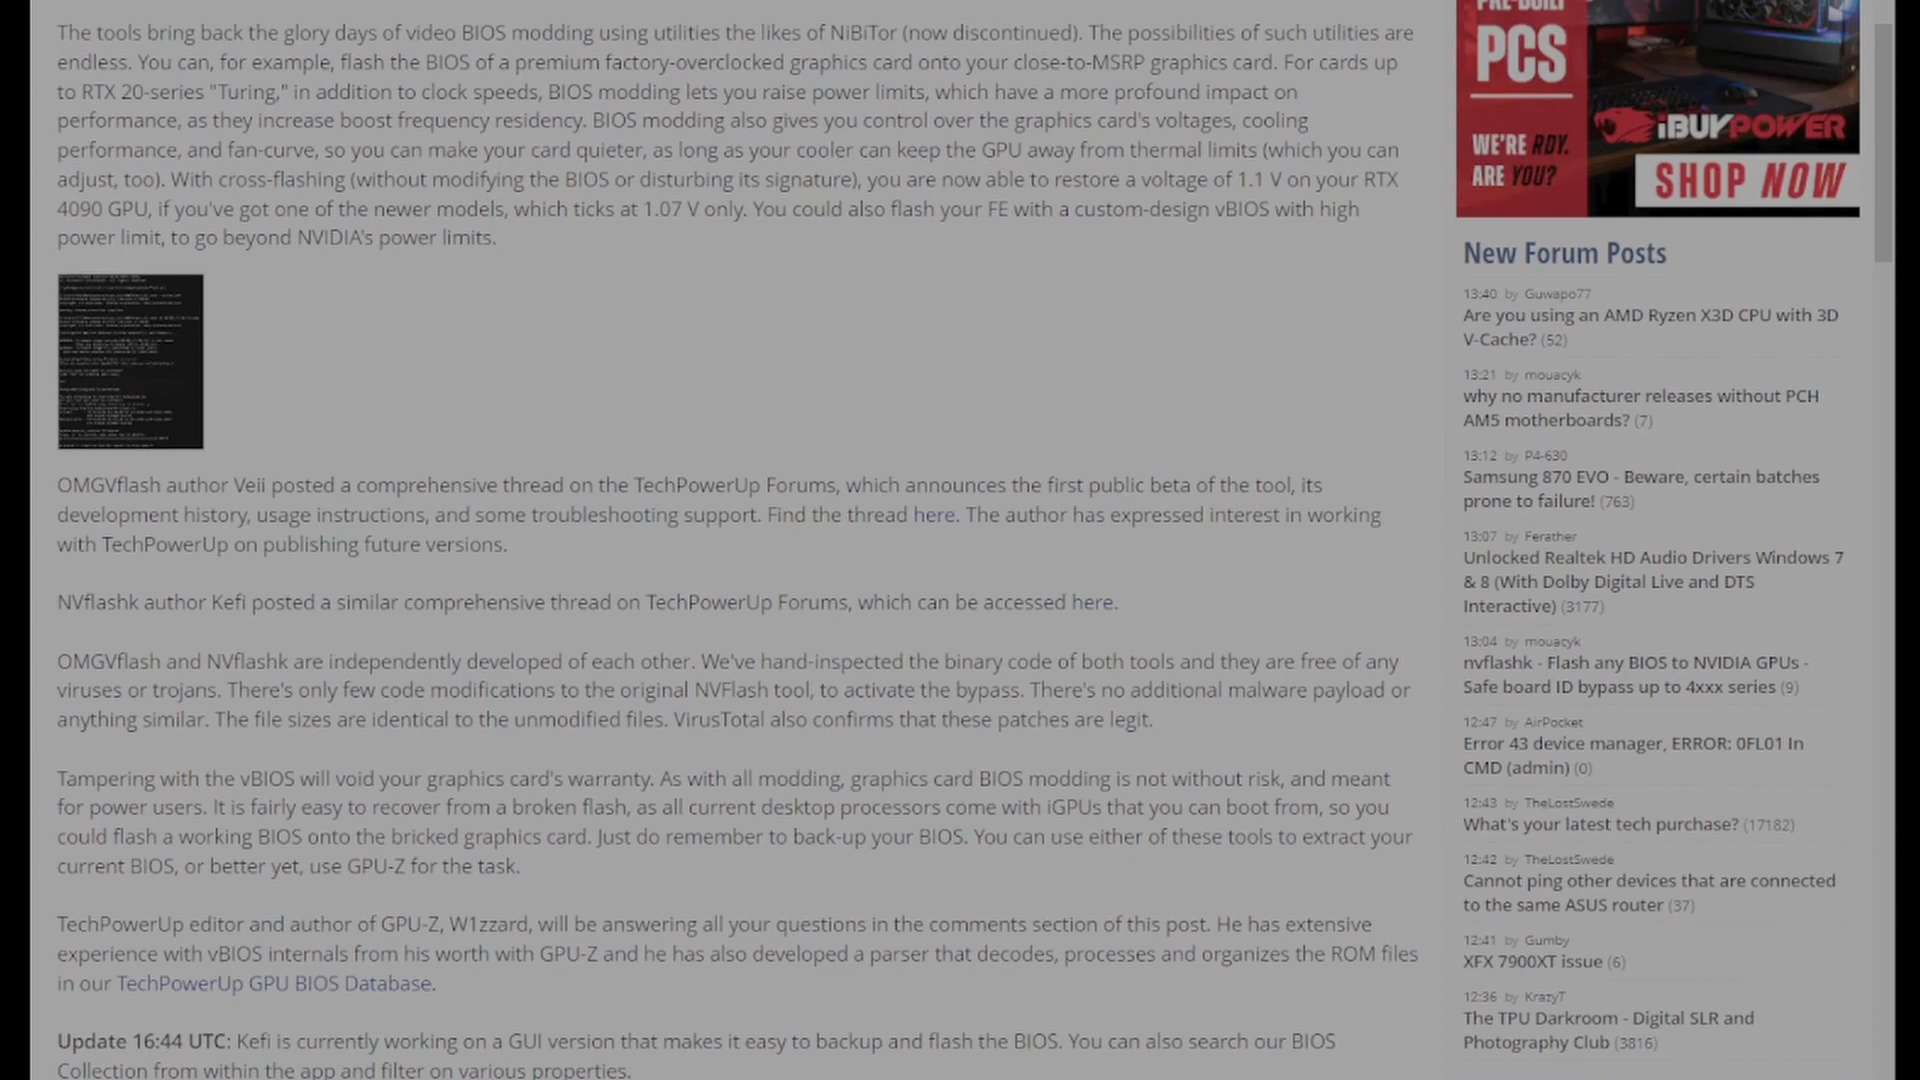 The tools bring back the glory days of video BIOS modding using utilities the likes of NiBiTor (now discontinued). The possibilities of such utilities are
endless. You can, for example, flash the BIOS of a premium factory-overclocked graphics card onto your close-to-MSRP graphics card. For cards up
to RTX 20-series "Turing," in addition to clock speeds, BIOS modding lets you raise power limits, which have a more profound impact on
performance, as they increase boost frequency residency. BIOS modding also gives you control over the graphics card's voltages, cooling
performance, and fan-curve, so you can make your card quieter, as long as your cooler can keep the GPU away from thermal limits (which you can
adjust, too). With cross-flashing (without modifying the BIOS or disturbing its signature), you are now able to restore a voltage of 1.1 V on your RTX
4090 GPU, if you've got one of the newer models, which ticks at 1.07 V only. You could also flash your FE with a custom-design vBIOS with high
power limit, to go beyond NVIDIA's power limits.
OMGVflash author Veii posted a comprehensive thread on the TechPowerUp Forums, which announces the first public beta of the tool, its
development history, usage instructions, and some troubleshooting support. Find the thread here. The author has expressed interest in working
with TechPowerUp on publishing future versions.
NVflashk author Kefi posted a similar comprehensive thread on TechPowerUp Forums, which can be accessed here.
OMGVflash and NVflashk are independently developed of each other. We've hand-inspected the binary code of both tools and they are free of any
viruses or trojans. There's only few code modifications to the original NVFlash tool, to activate the bypass. There's no additional malware payload or
anything similar. The file sizes are identical to the unmodified files. VirusTotal also confirms that these patches are legit.
Tampering with the vBIOS will void your graphics card's warranty. As with all modding, graphics card BIOS modding is not without risk, and meant
for power users. It is fairly easy to recover from a broken flash, as all current desktop processors come with iGPUs that you can boot from, so you
could flash a working BIOS onto the bricked graphics card. Just do remember to back-up your BIOS. You can use either of these tools to extract your
current BIOS, or better yet, use GPU-Z for the task.
TechPowerUp editor and author of GPU-Z, W1zzard, will be answering all your questions in the comments section of this post. He has extensive
experience with vBIOS internals from his worth with GPU-Z and he has also developed a parser that decodes, processes and organizes the ROM files
in our TechPowerUp GPU BIOS Database.
Update 16:44 UTC: Kefi is currently working on a GUI version that makes it easy to backup and flash the BIOS. You can also search our BIOS
Collection from within the app and filter on various properties.
PRE-BUILT
PCS
WE'RE RDY.
ARE YOU?
iBUYPOWER
SHOP NOW
New Forum Posts
13:40 by Guwapo77
Are you using an AMD Ryzen X3D CPU with 3D
V-Cache? (52)
13:21 by mouacyk
why no manufacturer releases without PCH
AM5 motherboards? (7)
13:12 by P4-630
Samsung 870 EVO - Beware, certain batches
prone to failure! (763)
13:07 by Ferather
Unlocked Realtek HD Audio Drivers Windows 7
& 8 (With Dolby Digital Live and DTS
Interactive) (3177)
13:04 by mouacyk
nvflashk - Flash any BIOS to NVIDIA GPUs -
Safe board ID bypass up to 4xxx series (9)
12:47 by AirPocket
Error 43 device manager, ERROR: 0FL01 In
CMD (admin) (0)
12:43 by TheLostSwede
What's your latest tech purchase? (17182)
12:42 by TheLostSwede
Cannot ping other devices that are connected
to the same ASUS router (37)
12:41 by Gumby
XFX 7900XT issue (6)
12:36 by KrazyT
The TPU Darkroom - Digital SLR and
Photography Club (3816)